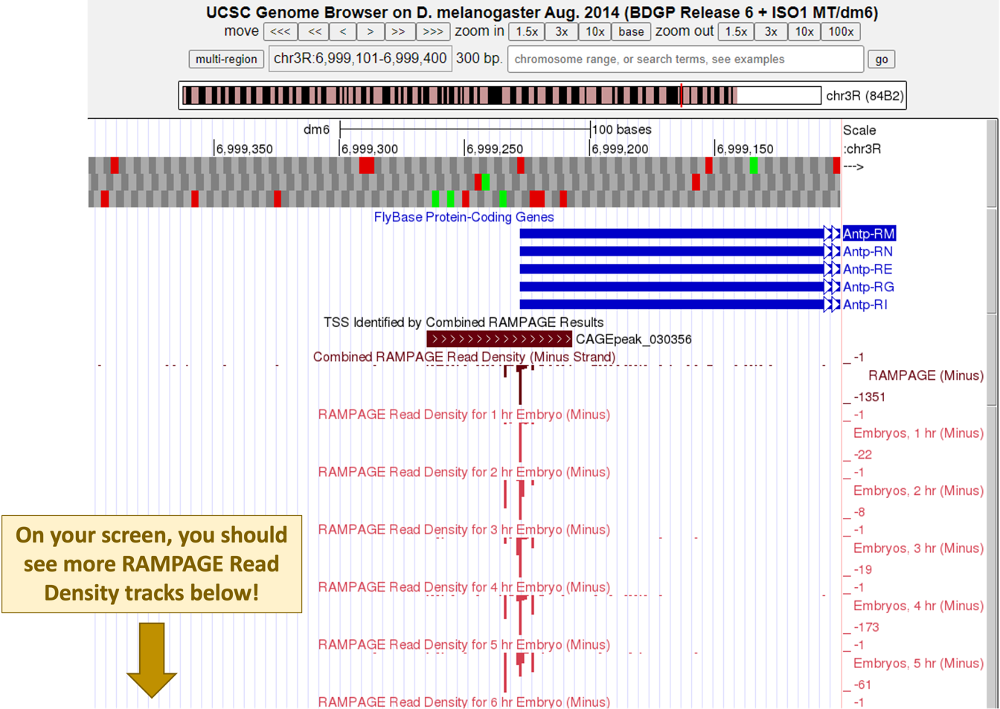 UCSC Genome Browser on D. melanogaster Aug. 2014 (BDGP Release 6 + ISO1 MT/dm6)
move <<< << < > >> >>> zoom in 1.5x 3x 10x base zoom out 1.5x 3x 10x 100x
multi-region chr3R:6,999,101-6,999,400 300 bp. chromosome range, or search terms, see examples go
chr3R (84B2)
dm6 100 bases Scale
6,999,350 6,999,300 6,999,250 6,999,200 6,999,150 :chr3R
--->
FlyBase Protein-Coding Genes
Antp-RM
Antp-RN
Antp-RE
Antp-RG
Antp-RI
TSS Identified by Combined RAMPAGE Results
CAGEpeak_030356
Combined RAMPAGE Read Density (Minus Strand) -1
RAMPAGE (Minus)
-1351
RAMPAGE Read Density for 1 hr Embryo (Minus) -1
Embryos, 1 hr (Minus)
-22
RAMPAGE Read Density for 2 hr Embryo (Minus) -1
Embryos, 2 hr (Minus)
-8
RAMPAGE Read Density for 3 hr Embryo (Minus) -1
Embryos, 3 hr (Minus)
-19
RAMPAGE Read Density for 4 hr Embryo (Minus) -1
Embryos, 4 hr (Minus)
-173
RAMPAGE Read Density for 5 hr Embryo (Minus) -1
Embryos, 5 hr (Minus)
-61
RAMPAGE Read Density for 6 hr Embryo (Minus) -1
On your screen, you should
see more RAMPAGE Read
Density tracks below!